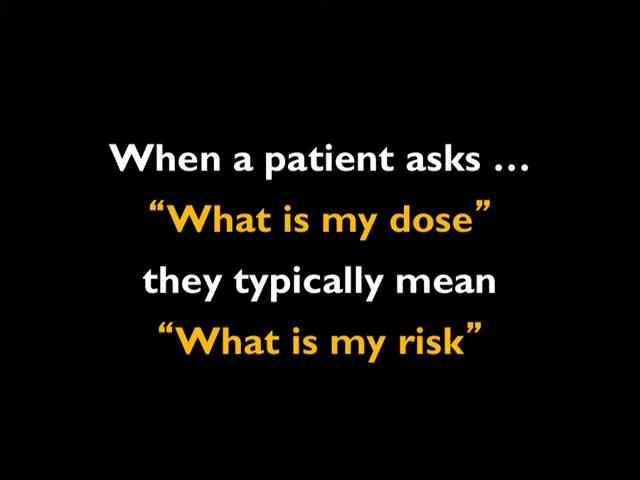 When a patient asks …
“What is my dose”
they typically mean
“What is my risk”